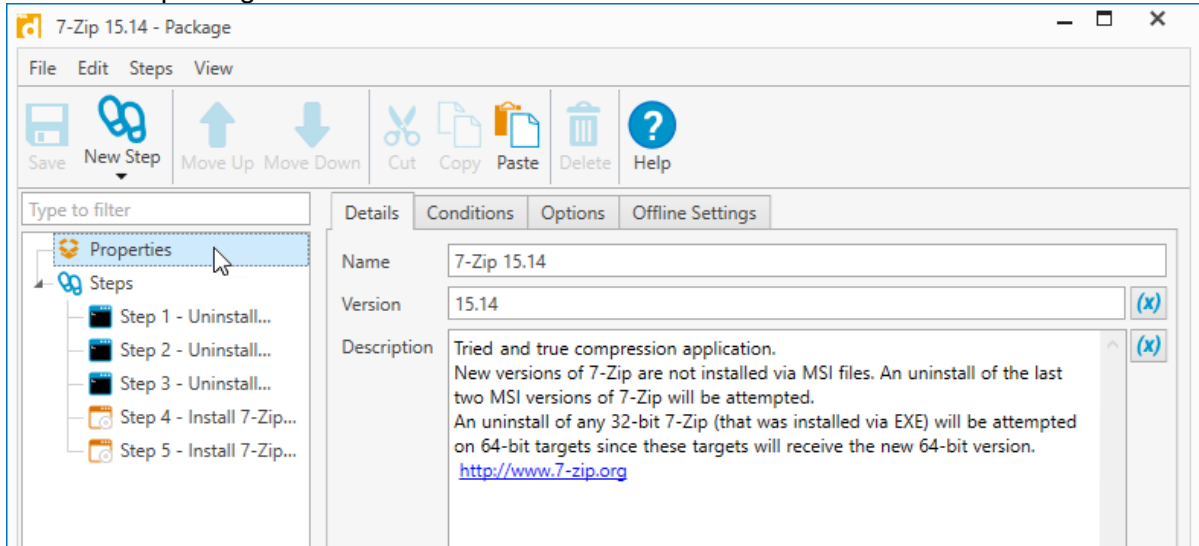 7-Zip 15.14 - Package
File Edit Steps View
Save New Step Move Up Move Down Cut Copy Paste Delete Help
Type to filter
Properties
Steps
Step 1 - Uninstall...
Step 2 - Uninstall...
Step 3 - Uninstall...
Step 4 - Install 7-Zip...
Step 5 - Install 7-Zip...
Details Conditions Options Offline Settings
Name 7-Zip 15.14
Version 15.14 (x)
Description Tried and true compression application. (x)
New versions of 7-Zip are not installed via MSI files. An uninstall of the last
two MSI versions of 7-Zip will be attempted.
An uninstall of any 32-bit 7-Zip (that was installed via EXE) will be attempted
on 64-bit targets since these targets will receive the new 64-bit version.
http://www.7-zip.org